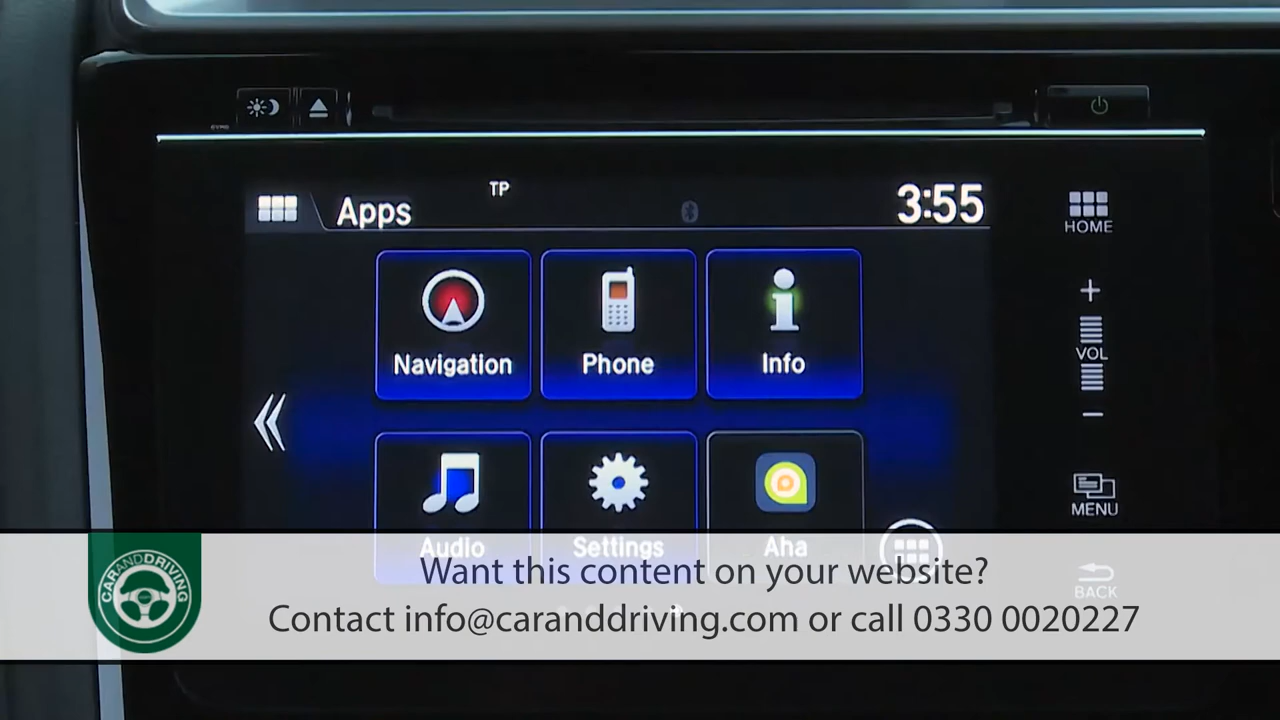 TP
Apps
3:55
HOME
Navigation
Phone
Info
VOL
MENU
Audio
Settings
Aha
BACK
CARANDDRIVING
Want this content on your website?
Contact info@caranddriving.com or call 0330 0020227